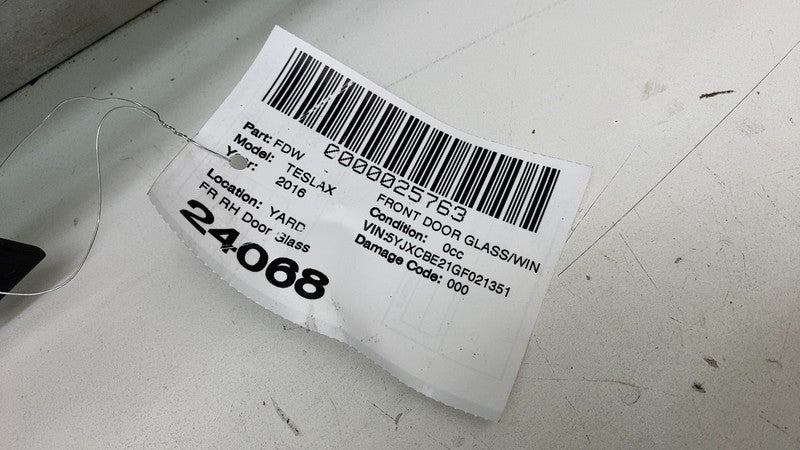 0000025763
Part: FDW
FRONT DOOR GLASS/WIN
Model: TESLAX
Condition: 0cc
Year: 2016
VIN:5YJXCBE21GF021351
Location: YARD
Damage Code: 000
FR RH Door Glass
24068